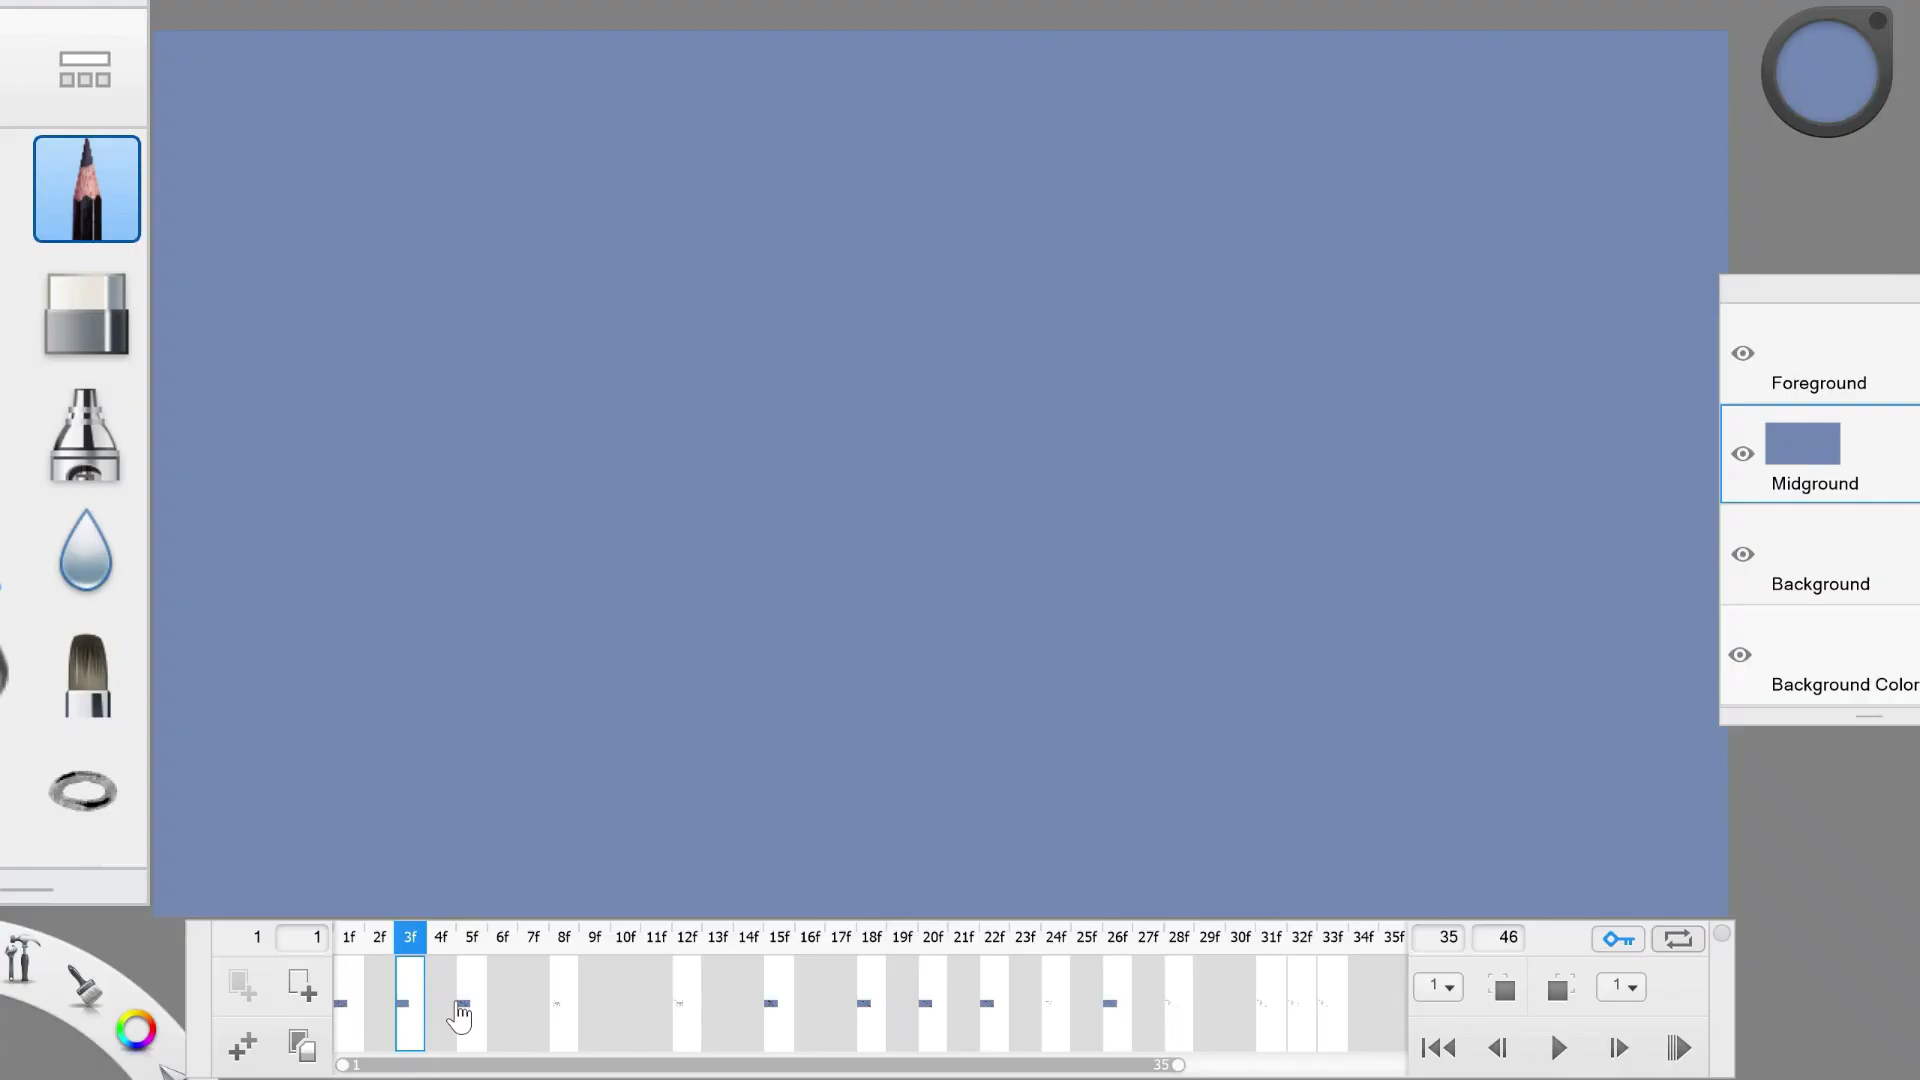 Foreground
Midground
Background
Background Color
1 1 1f 2f 3f 4f 5f 6f 7f 8f 9f 10f 11f 12f 13f 14f 15f 16f 17f 18f 19f 20f 21f 22f 23f 24f 25f 26f 27f 28f 29f 30f 31f 32f 33f 34f 35f 35 46
1 1
1 35